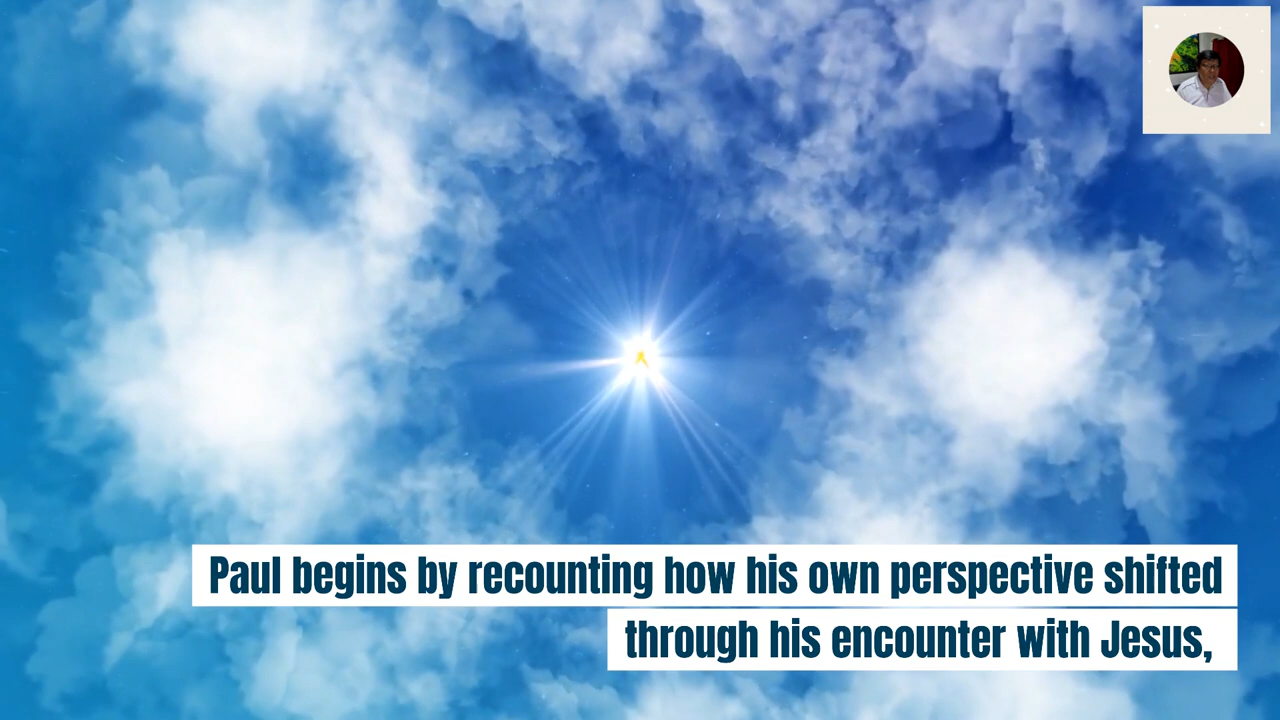 Paul begins by recounting how his own perspective shifted
through his encounter with Jesus,